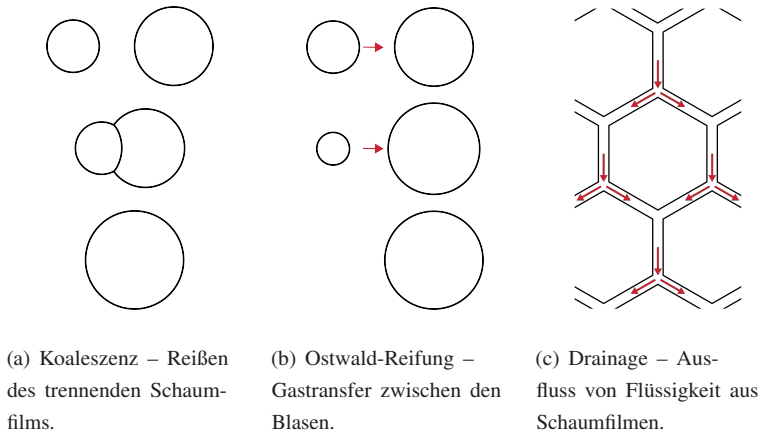 (a) Koaleszenz – Reißen
des trennenden Schaum-
films.
(b) Ostwald-Reifung –
Gastransfer zwischen den
Blasen.
(c) Drainage – Aus-
fluss von Flüssigkeit aus
Schaumfilmen.